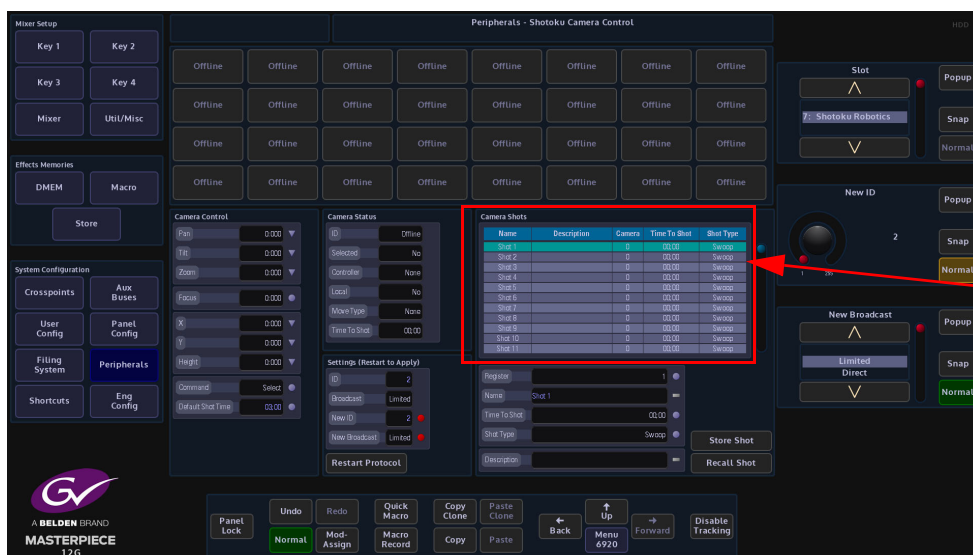 Mixer Setup
Key 1
Key 2
Key 3
Key 4
Mixer
Util/Misc
Effects Memories
DMEM
Macro
Store
System Configuration
Crosspoints
Aux
Buses
User
Config
Panel
Config
Filing
System
Peripherals
Shortcuts
Eng
Config
GV
A BELDEN BRAND
MASTERPIECE
12G
Peripherals - Shotoku Camera Control
HDD
Offline Offline Offline Offline Offline Offline Offline Offline
Offline Offline Offline Offline Offline Offline Offline Offline
Offline Offline Offline Offline Offline Offline Offline Offline
Offline Offline Offline Offline Offline Offline Offline Offline
Camera Control
Pan 0:000
Tilt 0:000
Zoom 0:000
Focus 0:000
X 0:000
Y 0:000
Height 0:000
Command Select
Default Shot Time 03;00
Camera Status
ID Offline
Selected No
Controller None
Local No
Move Type None
Time To Shot 00;00
Settings (Restart to Apply)
ID 2
Broadcast Limited
New ID 2
New Broadcast Limited
Restart Protocol
Camera Shots
Name Description Camera Time To Shot Shot Type
Shot 1 0 00;00 Swoop
Shot 2 0 00;00 Swoop
Shot 3 0 00;00 Swoop
Shot 4 0 00;00 Swoop
Shot 5 0 00;00 Swoop
Shot 6 0 00;00 Swoop
Shot 7 0 00;00 Swoop
Shot 8 0 00;00 Swoop
Shot 9 0 00;00 Swoop
Shot 10 0 00;00 Swoop
Shot 11 0 00;00 Swoop
Register 1
Name Shot 1
Time To Shot 00;00
Shot Type Swoop
Description
Store Shot
Recall Shot
Slot
7: Shotoku Robotics
Popup
Snap
Normal
New ID
2
1
Popup
Snap
Normal
New Broadcast
Limited
Direct
Popup
Snap
Normal
Panel
Lock
Undo
Redo
Quick
Macro
Copy
Clone
Paste
Clone
Normal
Mod-
Assign
Macro
Record
Copy
Paste
Back
Up
Menu
6920
Forward
Disable
Tracking